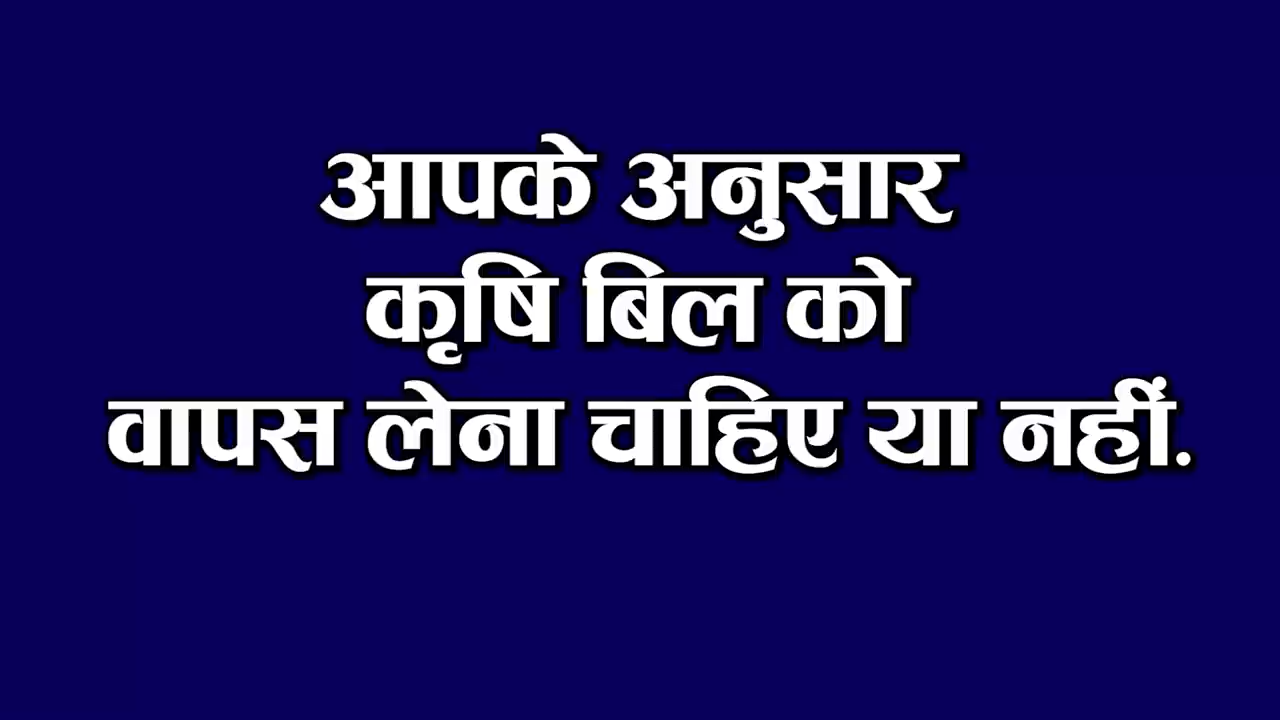 आपके अनुसार
कृषि बिल को
वापस लेना चाहिए या नहीं.